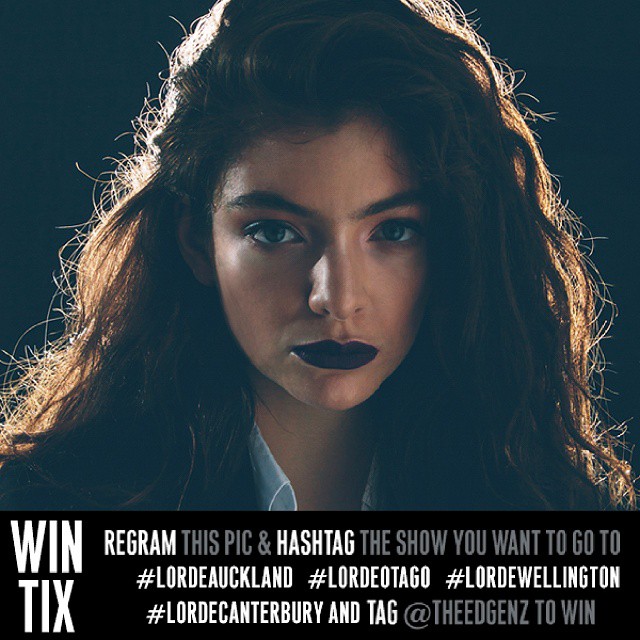 WIN
TIX
REGRAM THIS PIC & HASHTAG THE SHOW YOU WANT TO GO TO
#LORDEAUCKLAND #LORDEOTAGO #LORDEWELLINGTON
#LORDECANTERBURY AND TAG @THEEDGENZ TO WIN